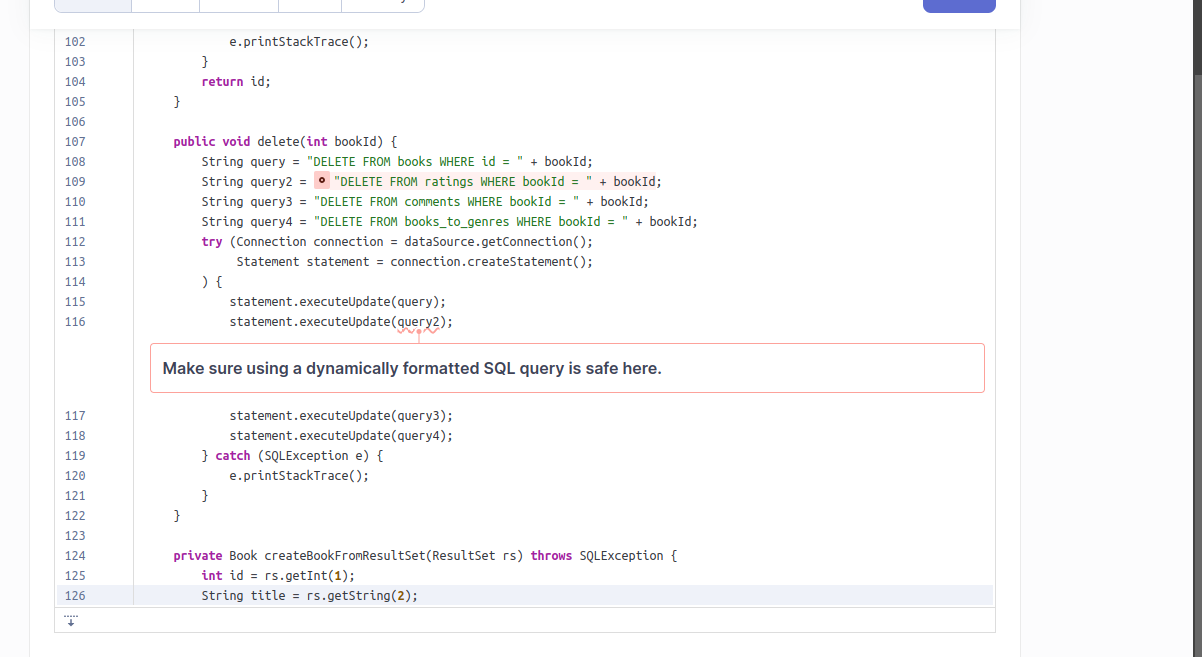 102 e.printStackTrace();
103 }
104 return id;
105 }
106
107 public void delete(int bookId) {
108 String query = "DELETE FROM books WHERE id = " + bookId;
109 String query2 = "DELETE FROM ratings WHERE bookId = " + bookId;
110 String query3 = "DELETE FROM comments WHERE bookId = " + bookId;
111 String query4 = "DELETE FROM books_to_genres WHERE bookId = " + bookId;
112 try (Connection connection = dataSource.getConnection();
113 Statement statement = connection.createStatement();
114 ) {
115 statement.executeUpdate(query);
116 statement.executeUpdate(query2);
Make sure using a dynamically formatted SQL query is safe here.
117 statement.executeUpdate(query3);
118 statement.executeUpdate(query4);
119 } catch (SQLException e) {
120 e.printStackTrace();
121 }
122 }
123
124 private Book createBookFromResultSet(ResultSet rs) throws SQLException {
125 int id = rs.getInt(1);
126 String title = rs.getString(2);